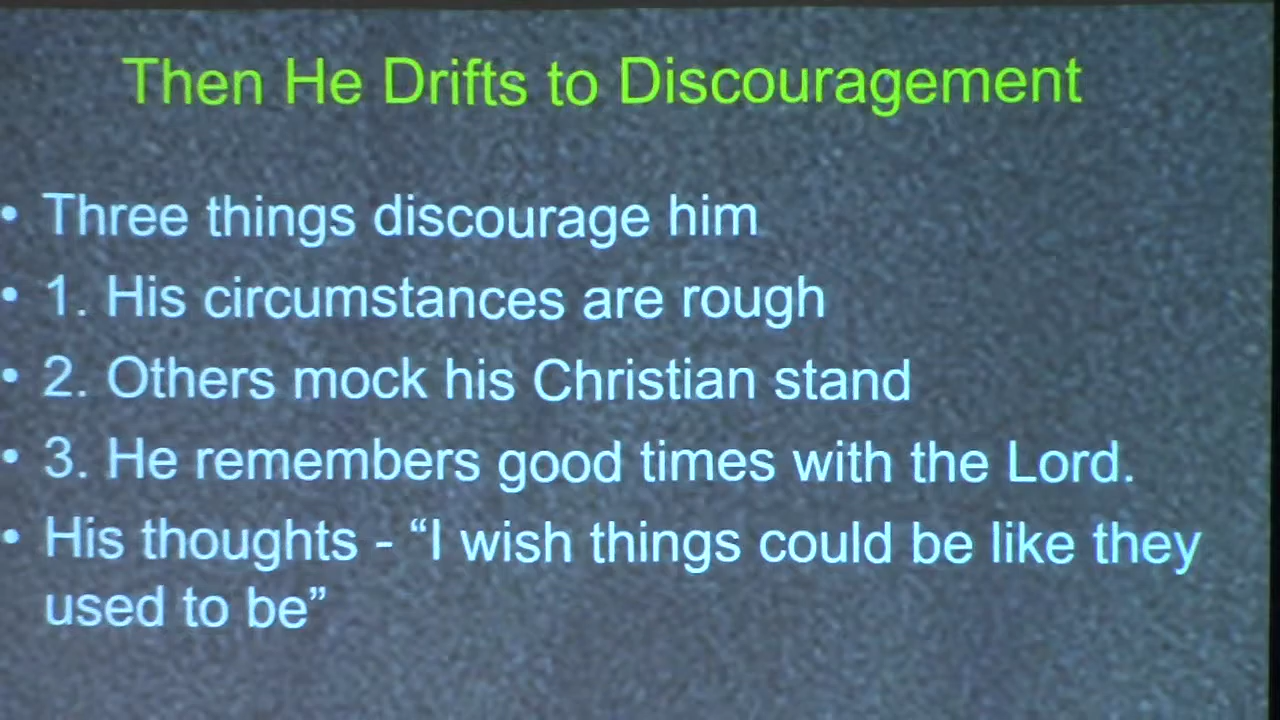 Then He Drifts to Discouragement
• Three things discourage him
• 1. His circumstances are rough
• 2. Others mock his Christian stand
• 3. He remembers good times with the Lord.
• His thoughts - “I wish things could be like they
used to be”